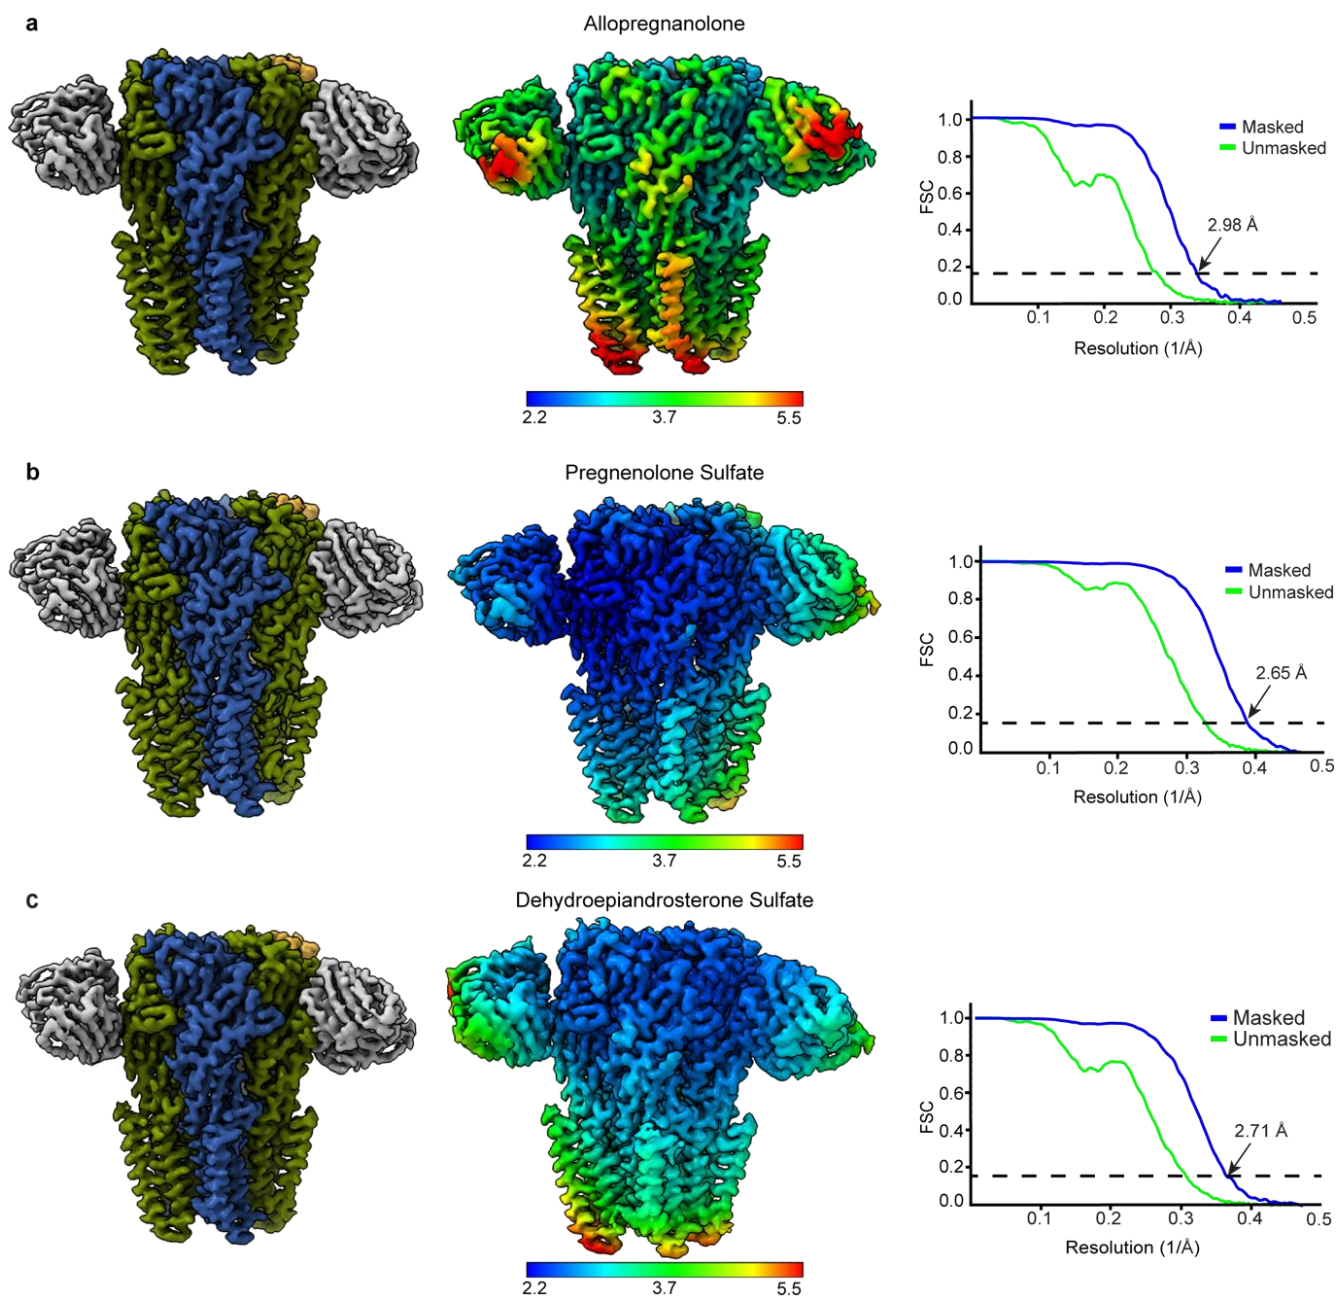 a
Allopregnanolone
1.0
0.8
0.6
0.4
0.2
0.0
FSC
Masked
Unmasked
2.98 Å
0.1 0.2 0.3 0.4 0.5
Resolution (1/Å)
2.2 3.7 5.5
b
Pregnenolone Sulfate
1.0
0.8
0.6
0.4
0.2
0.0
FSC
Masked
Unmasked
2.65 Å
0.1 0.2 0.3 0.4 0.5
Resolution (1/Å)
2.2 3.7 5.5
c
Dehydroepiandrosterone Sulfate
1.0
0.8
0.6
0.4
0.2
0.0
FSC
Masked
Unmasked
2.71 Å
0.1 0.2 0.3 0.4 0.5
Resolution (1/Å)
2.2 3.7 5.5